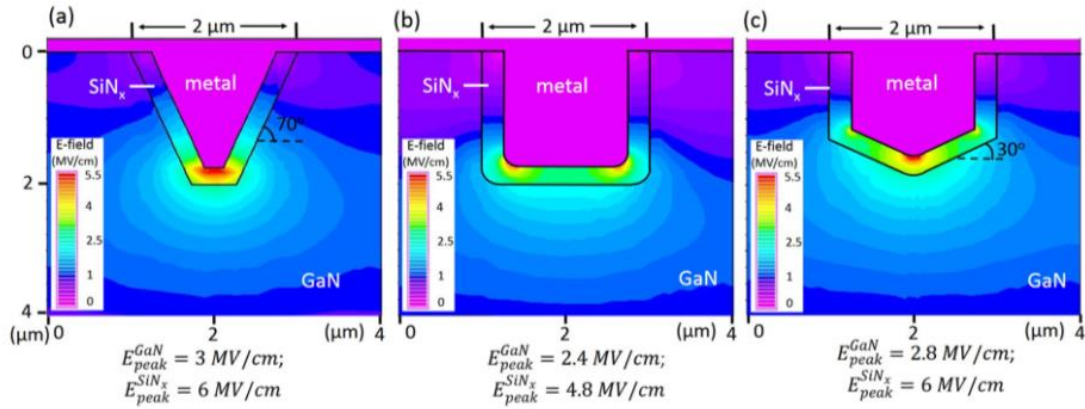 (a)
2 μm
0
SiNx
metal
70°
E-field
(MV/cm)
5.5
4
2.5
1
0
2
GaN
4
(μm) 0
2
(μm) 4
E_peak^GaN = 3 MV/cm;
E_peak^SiNx = 6 MV/cm
(b)
2 μm
SiNx
metal
E-field
(MV/cm)
5.5
4
2.5
1
0
GaN
0
2
(μm) 4
E_peak^GaN = 2.4 MV/cm;
E_peak^SiNx = 4.8 MV/cm
(c)
2 μm
SiNx
metal
30°
E-field
(MV/cm)
5.5
4
2.5
1
0
GaN
0
2
(μm) 4
E_peak^GaN = 2.8 MV/cm;
E_peak^SiNx = 6 MV/cm